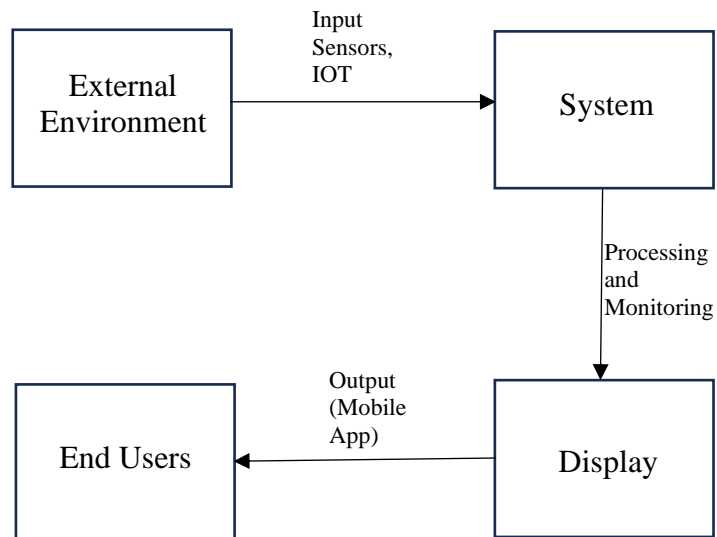 Input
Sensors,
IOT
External
Environment
System
Processing
and
Monitoring
Output
(Mobile
App)
End Users
Display